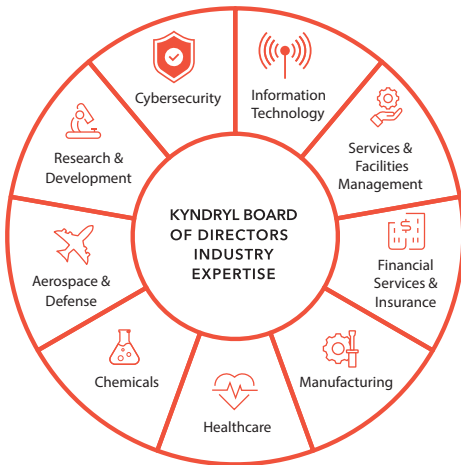 KYNDRYL BOARD
OF DIRECTORS
INDUSTRY
EXPERTISE
Cybersecurity
Information
Technology
Services &
Facilities
Management
$
Financial
Services &
Insurance
Manufacturing
Healthcare
Chemicals
Aerospace &
Defense
Research &
Development